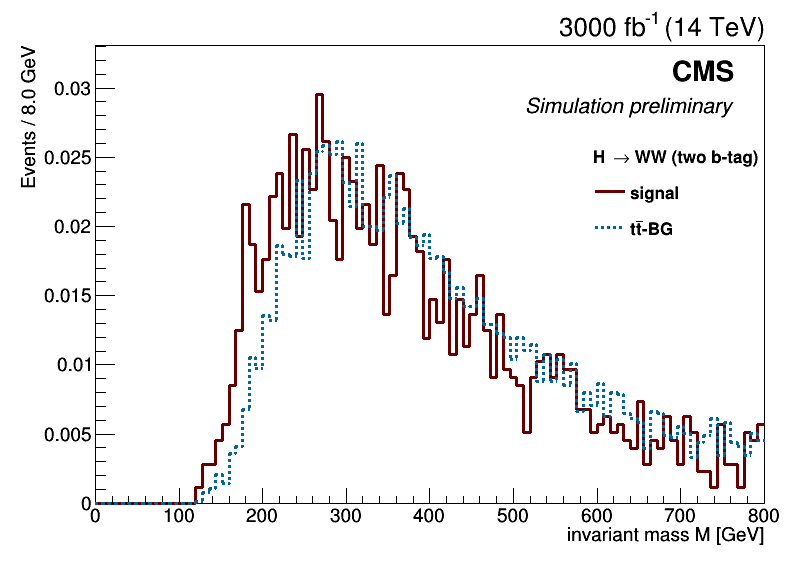 3000 fb⁻¹ (14 TeV)
Events / 8.0 GeV
CMS
Simulation preliminary
H → WW (two b-tag)
signal
tt̄-BG
0.03
0.025
0.02
0.015
0.01
0.005
0
0 100 200 300 400 500 600 700 800
invariant mass M [GeV]